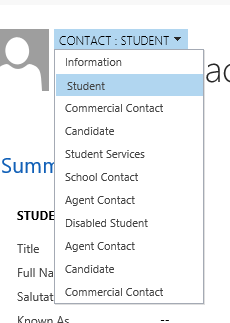 CONTACT : STUDENT
Information
Student
Commercial Contact
Candidate
Student Services
School Contact
Agent Contact
Disabled Student
Agent Contact
Candidate
Commercial Contact
Summ
STUDE
Title
Full Na
Salutat
Known As
--